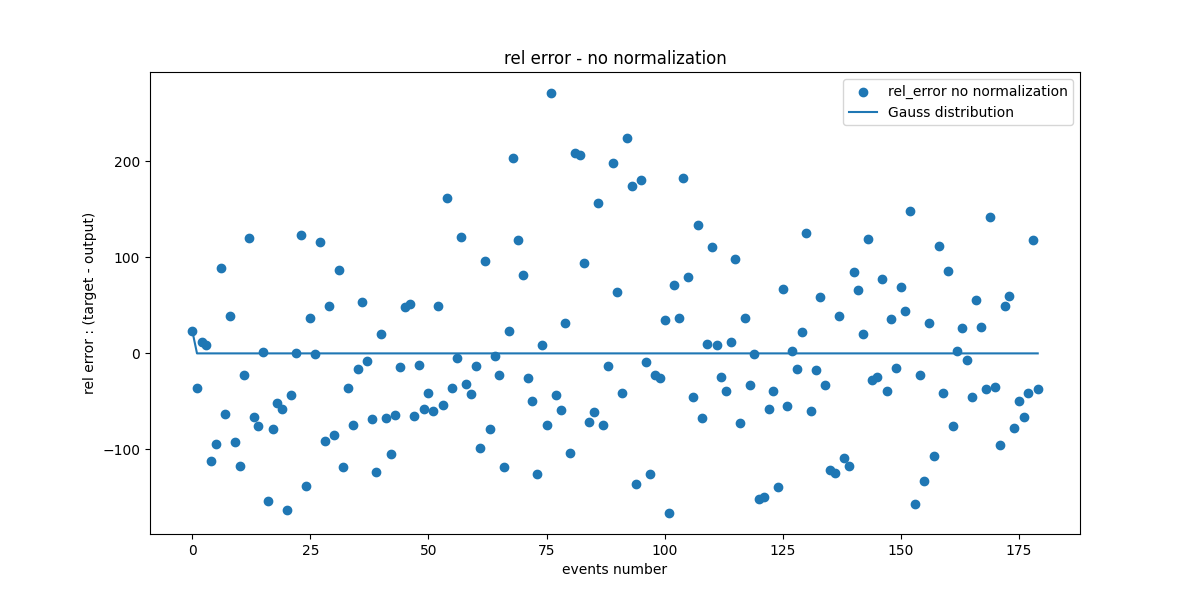 rel error - no normalization
rel_error no normalization
Gauss distribution
rel error : (target - output)
200
100
0
−100
0
25
50
75
100
125
150
175
events number